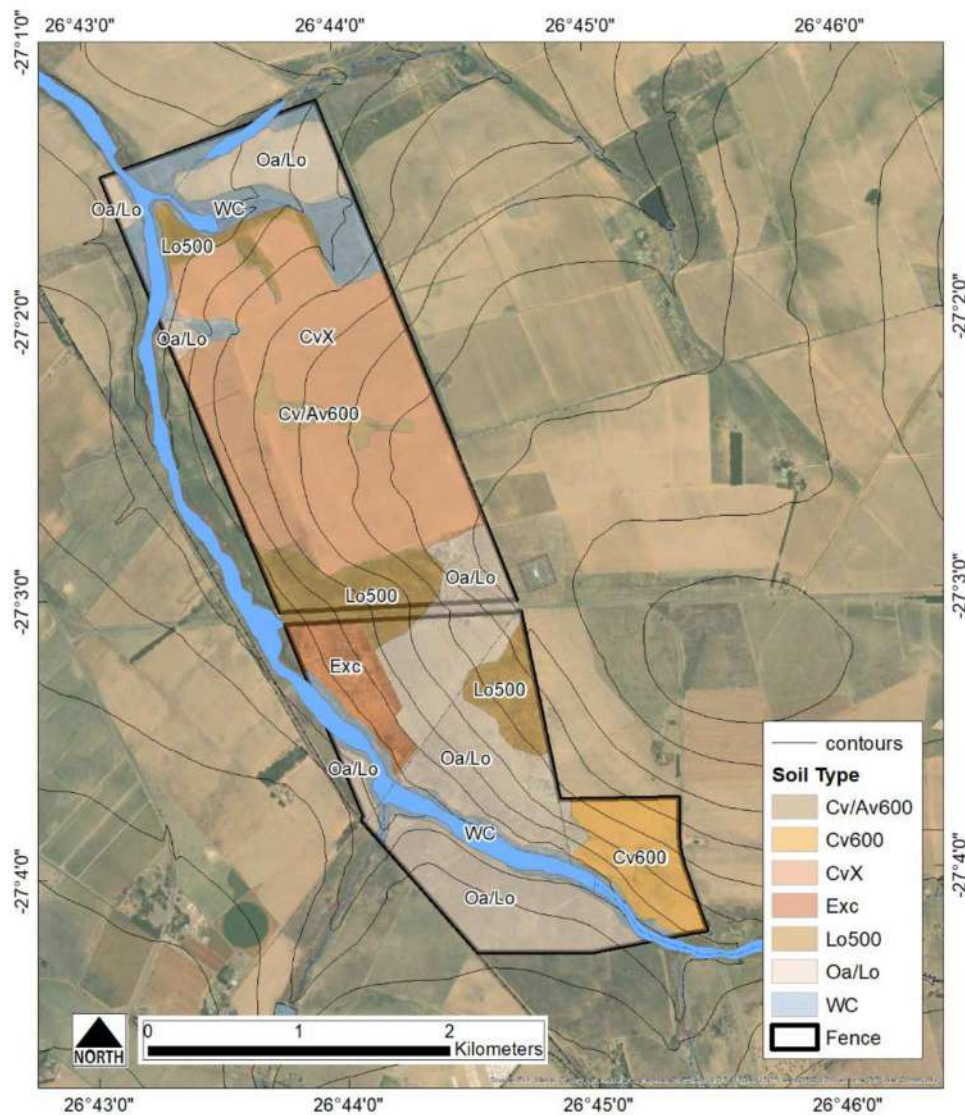 26°43'0" 26°44'0" 26°45'0" 26°46'0"
-27°1'0"
-27°1'0"
Oa/Lo
Oa/Lo
WC
Lo500
-27°2'0"
-27°2'0"
Oa/Lo
CvX
Cv/Av600
Oa/Lo
-27°3'0"
-27°3'0"
Lo500
Exc
Lo500
Oa/Lo
Oa/Lo
WC
Cv600
-27°4'0"
-27°4'0"
Oa/Lo
contours
Soil Type
Cv/Av600
Cv600
CvX
Exc
Lo500
Oa/Lo
WC
Fence
NORTH
0 1 2
Kilometers
26°43'0" 26°44'0" 26°45'0" 26°46'0"